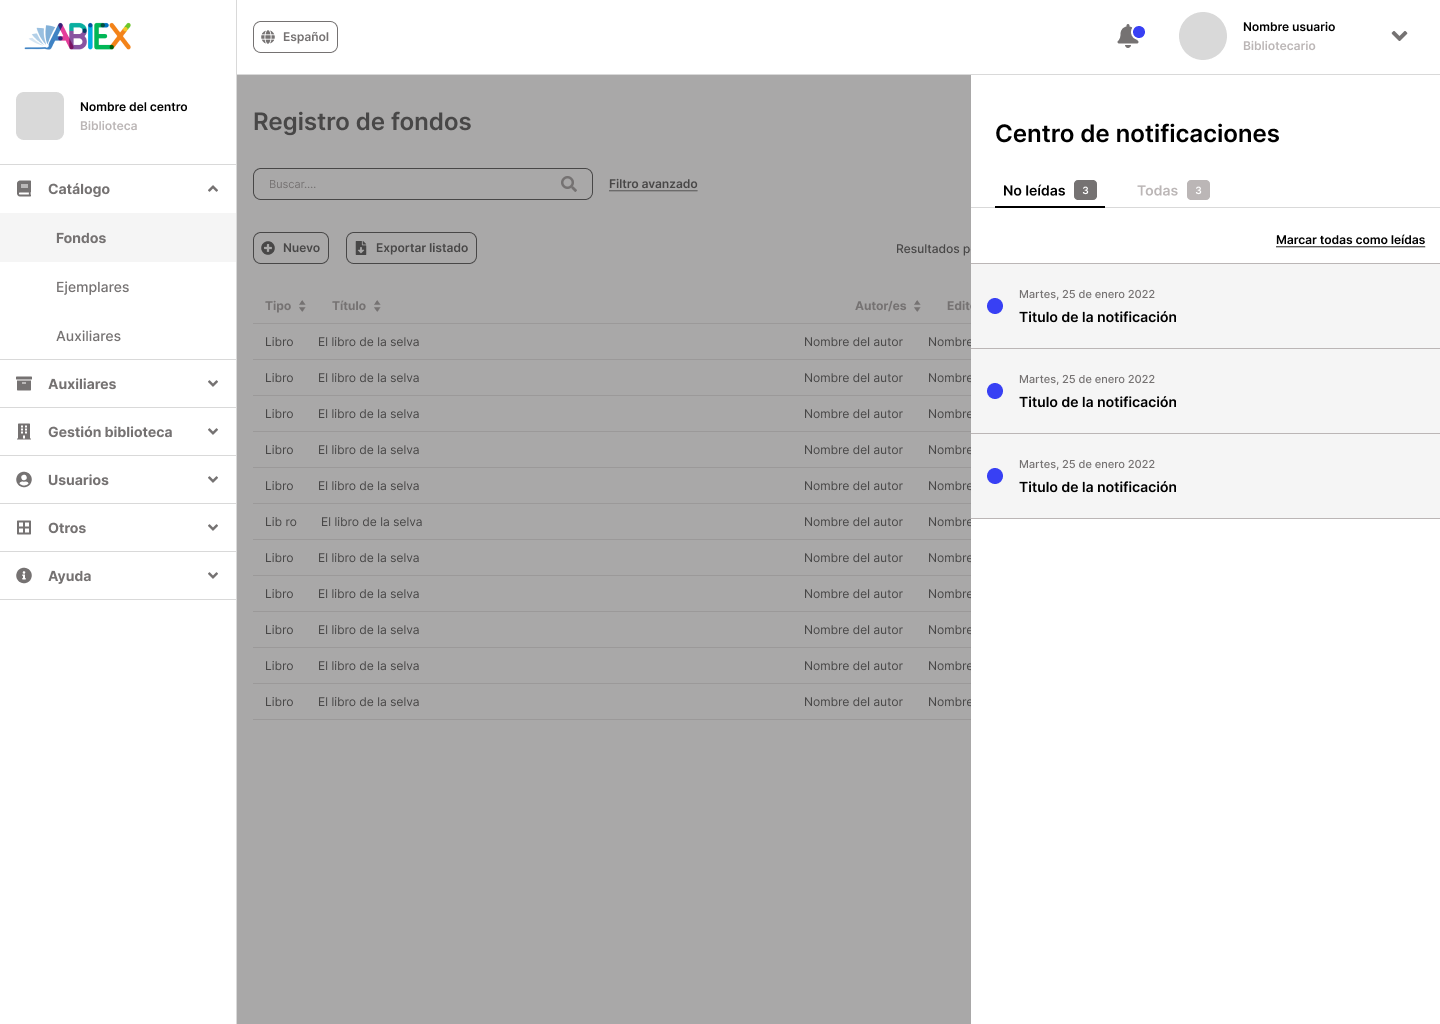 ABIEX
Español
Nombre usuario
Bibliotecario
Nombre del centro
Biblioteca
Catálogo
Fondos
Ejemplares
Auxiliares
Auxiliares
Gestión biblioteca
Usuarios
Otros
Ayuda
Registro de fondos
Buscar.... Filtro avanzado
Nuevo Exportar listado Resultados p
Tipo Título Autor/es Edito
Libro El libro de la selva Nombre del autor Nombre
Libro El libro de la selva Nombre del autor Nombre
Libro El libro de la selva Nombre del autor Nombre
Libro El libro de la selva Nombre del autor Nombre
Libro El libro de la selva Nombre del autor Nombre
Lib ro El libro de la selva Nombre del autor Nombre
Libro El libro de la selva Nombre del autor Nombre
Libro El libro de la selva Nombre del autor Nombre
Libro El libro de la selva Nombre del autor Nombre
Libro El libro de la selva Nombre del autor Nombre
Libro El libro de la selva Nombre del autor Nombre
Centro de notificaciones
No leídas 3 Todas 3
Marcar todas como leídas
Martes, 25 de enero 2022
Titulo de la notificación
Martes, 25 de enero 2022
Titulo de la notificación
Martes, 25 de enero 2022
Titulo de la notificación